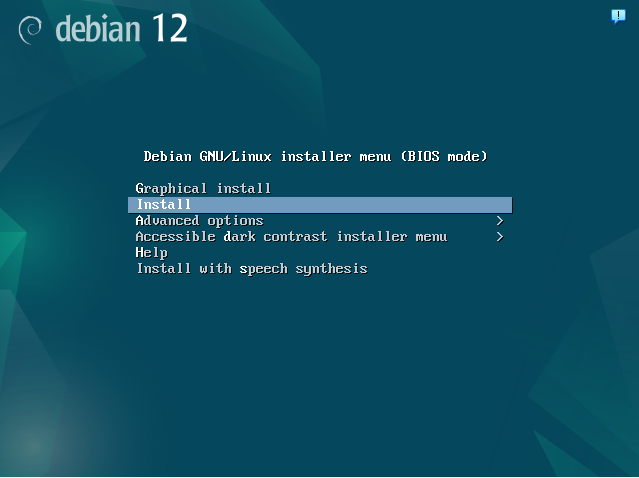 debian 12
Debian GNU/Linux installer menu (BIOS mode)
Graphical install
Install
Advanced options >
Accessible dark contrast installer menu >
Help
Install with speech synthesis